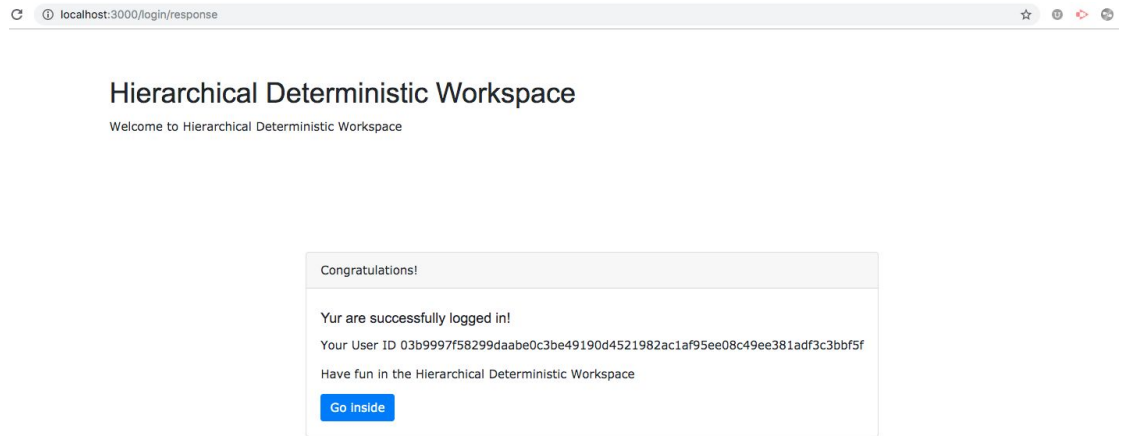 localhost:3000/login/response
Hierarchical Deterministic Workspace
Welcome to Hierarchical Deterministic Workspace
Congratulations!
Yur are successfully logged in!
Your User ID 03b9997f58299daabe0c3be49190d4521982ac1af95ee08c49ee381adf3c3bbf5f
Have fun in the Hierarchical Deterministic Workspace
Go inside